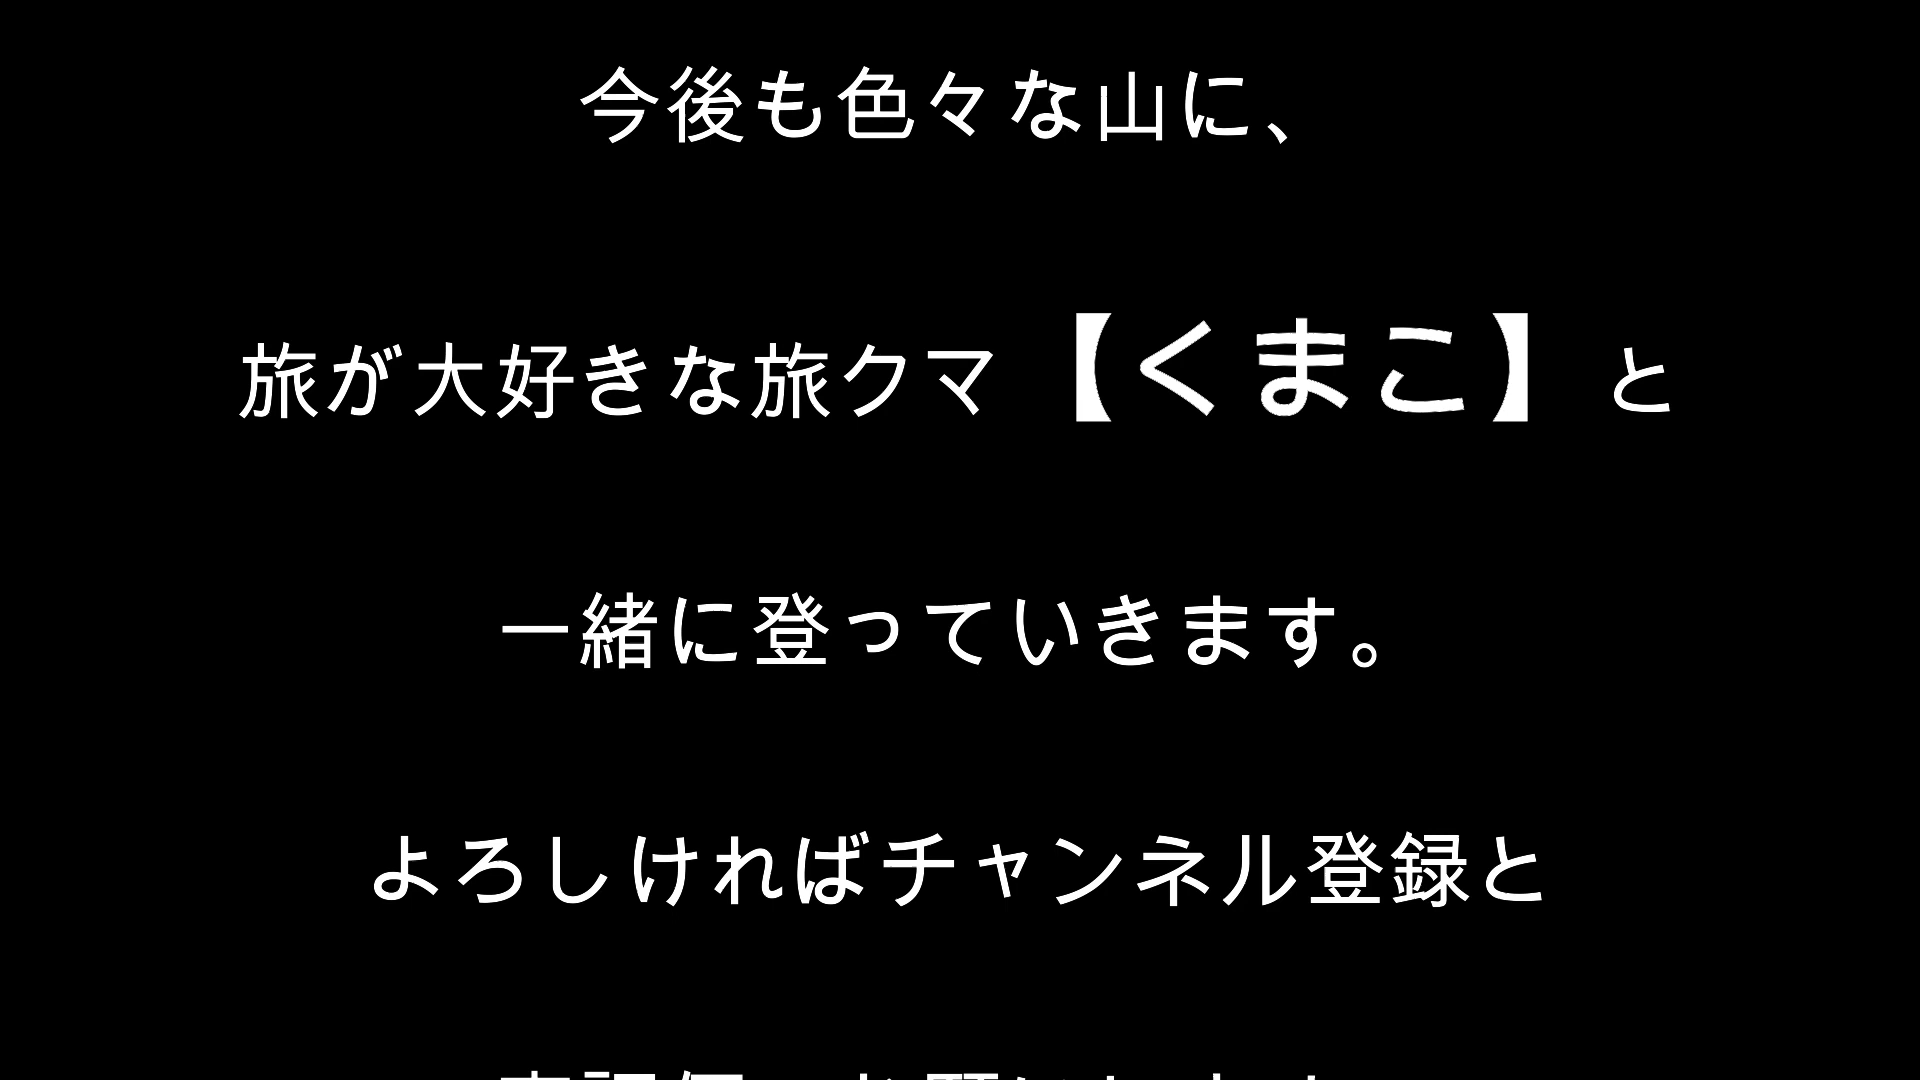 今後も色々な山に、
旅が大好きな旅クマ【くまこ】と
一緒に登っていきます。
よろしければチャンネル登録と